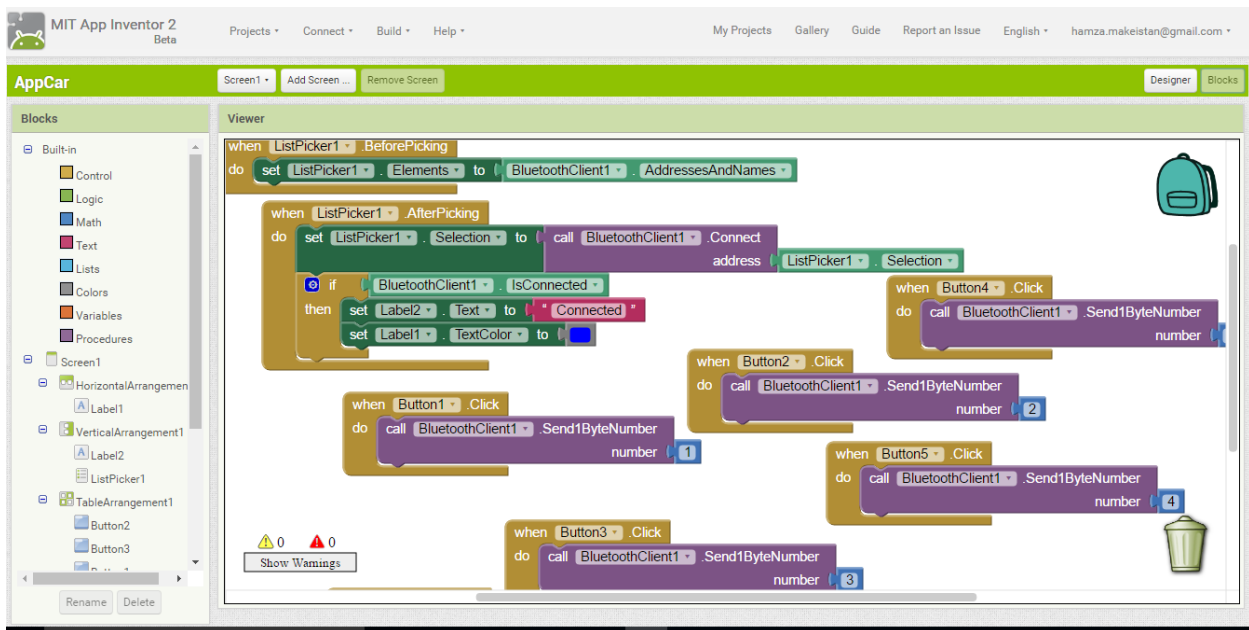 MIT App Inventor 2
Beta
Projects Connect Build Help My Projects Gallery Guide Report an Issue English hamza.makeistan@gmail.com
AppCar Screen1 Add Screen ... Remove Screen Designer Blocks
Blocks
Built-in
Control
Logic
Math
Text
Lists
Colors
Variables
Procedures
Screen1
HorizontalArrangemen
Label1
VerticalArrangement1
Label2
ListPicker1
TableArrangement1
Button2
Button3
Rename Delete
Viewer
when ListPicker1 .BeforePicking
do set ListPicker1 . Elements to BluetoothClient1 . AddressesAndNames
when ListPicker1 .AfterPicking
do set ListPicker1 . Selection to call BluetoothClient1 .Connect
address ListPicker1 . Selection
if BluetoothClient1 . IsConnected
then set Label2 . Text to " Connected "
set Label1 . TextColor to
when Button4 .Click
do call BluetoothClient1 .Send1ByteNumber
number
when Button2 .Click
do call BluetoothClient1 .Send1ByteNumber
number 2
when Button1 .Click
do call BluetoothClient1 .Send1ByteNumber
number 1
when Button5 .Click
do call BluetoothClient1 .Send1ByteNumber
number 4
when Button3 .Click
do call BluetoothClient1 .Send1ByteNumber
number 3
0 0
Show Warnings